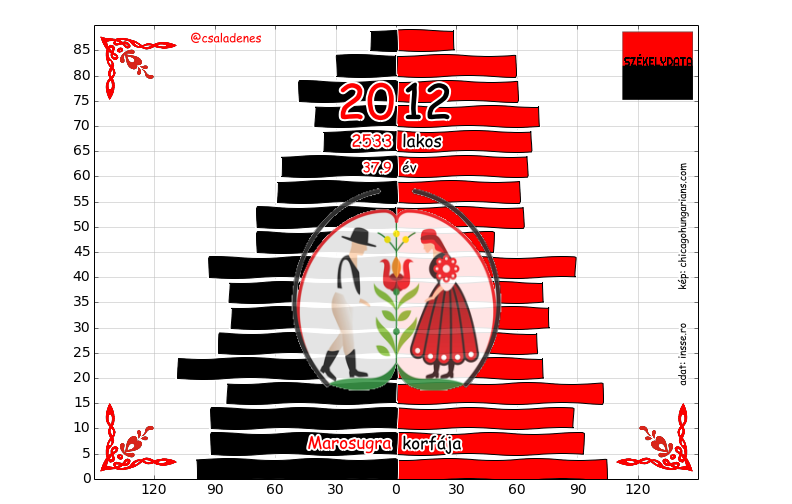 @csaladenes
SZÉKELYDATA
2012
2533 lakos
37.9 év
Marosugra korfája
kép: chicagohungarians.com
adat: insse.ro
85
80
75
70
65
60
55
50
45
40
35
30
25
20
15
10
5
0
120 90 60 30 0 30 60 90 120